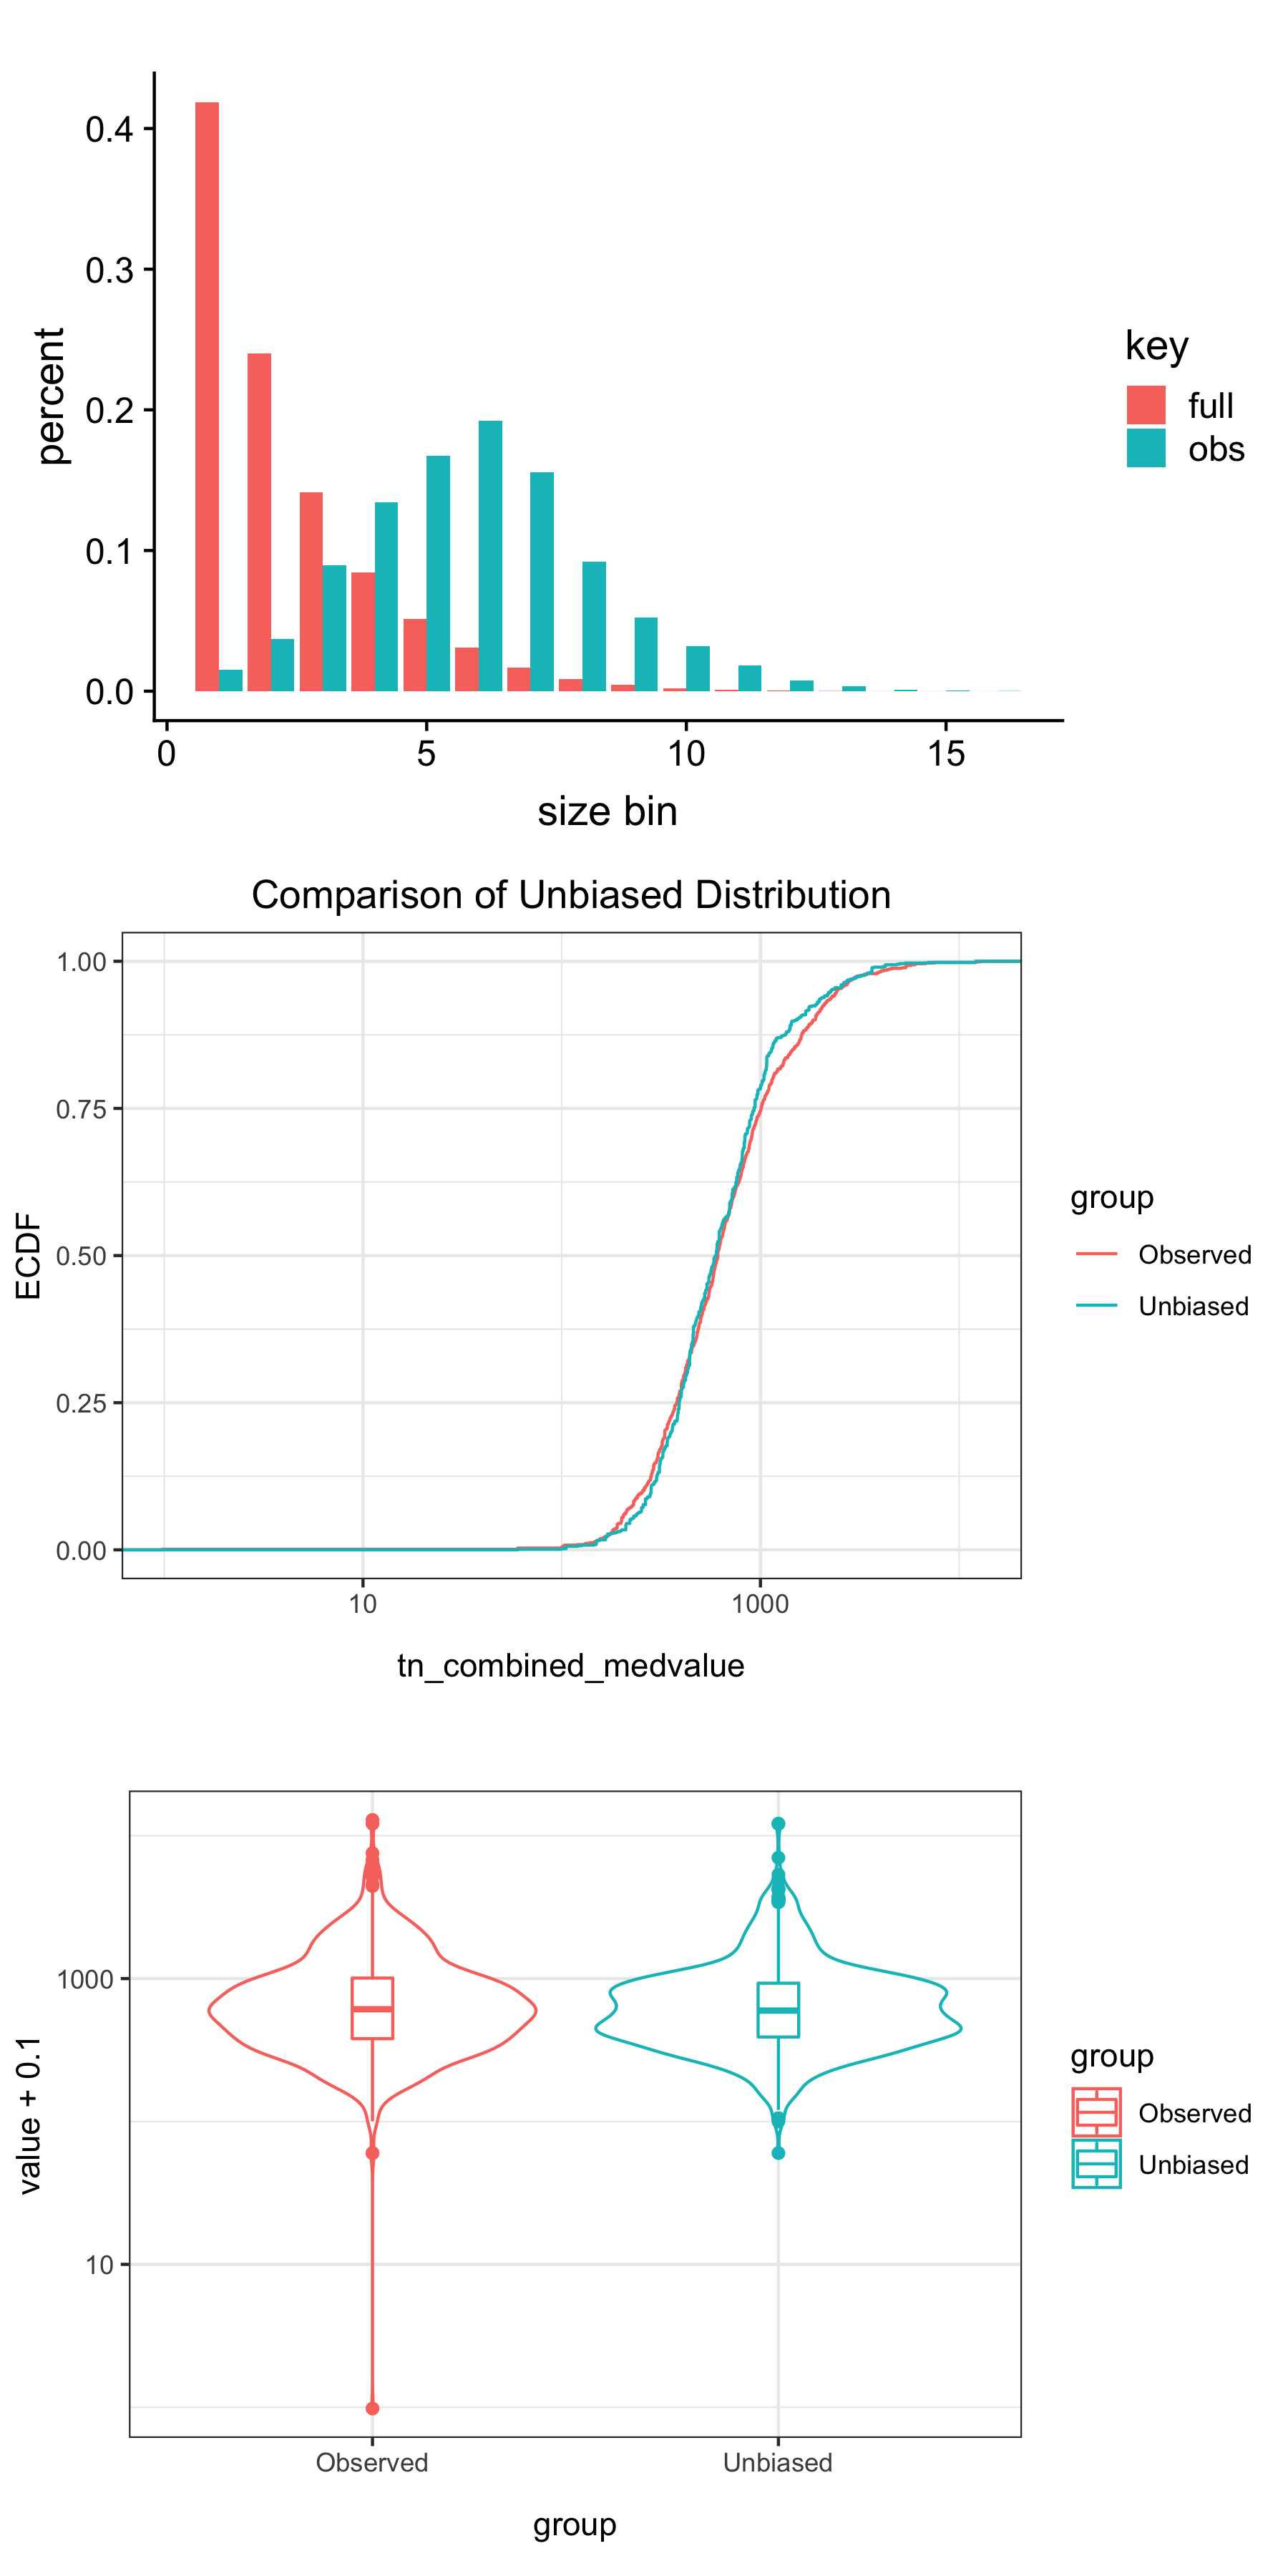 0.4
0.3
0.2
0.1
0.0
percent
0 5 10 15
size bin
key
full
obs
Comparison of Unbiased Distribution
1.00
0.75
0.50
0.25
0.00
ECDF
10 1000
tn_combined_medvalue
group
Observed
Unbiased
1000
10
value + 0.1
Observed Unbiased
group
group
Observed
Unbiased